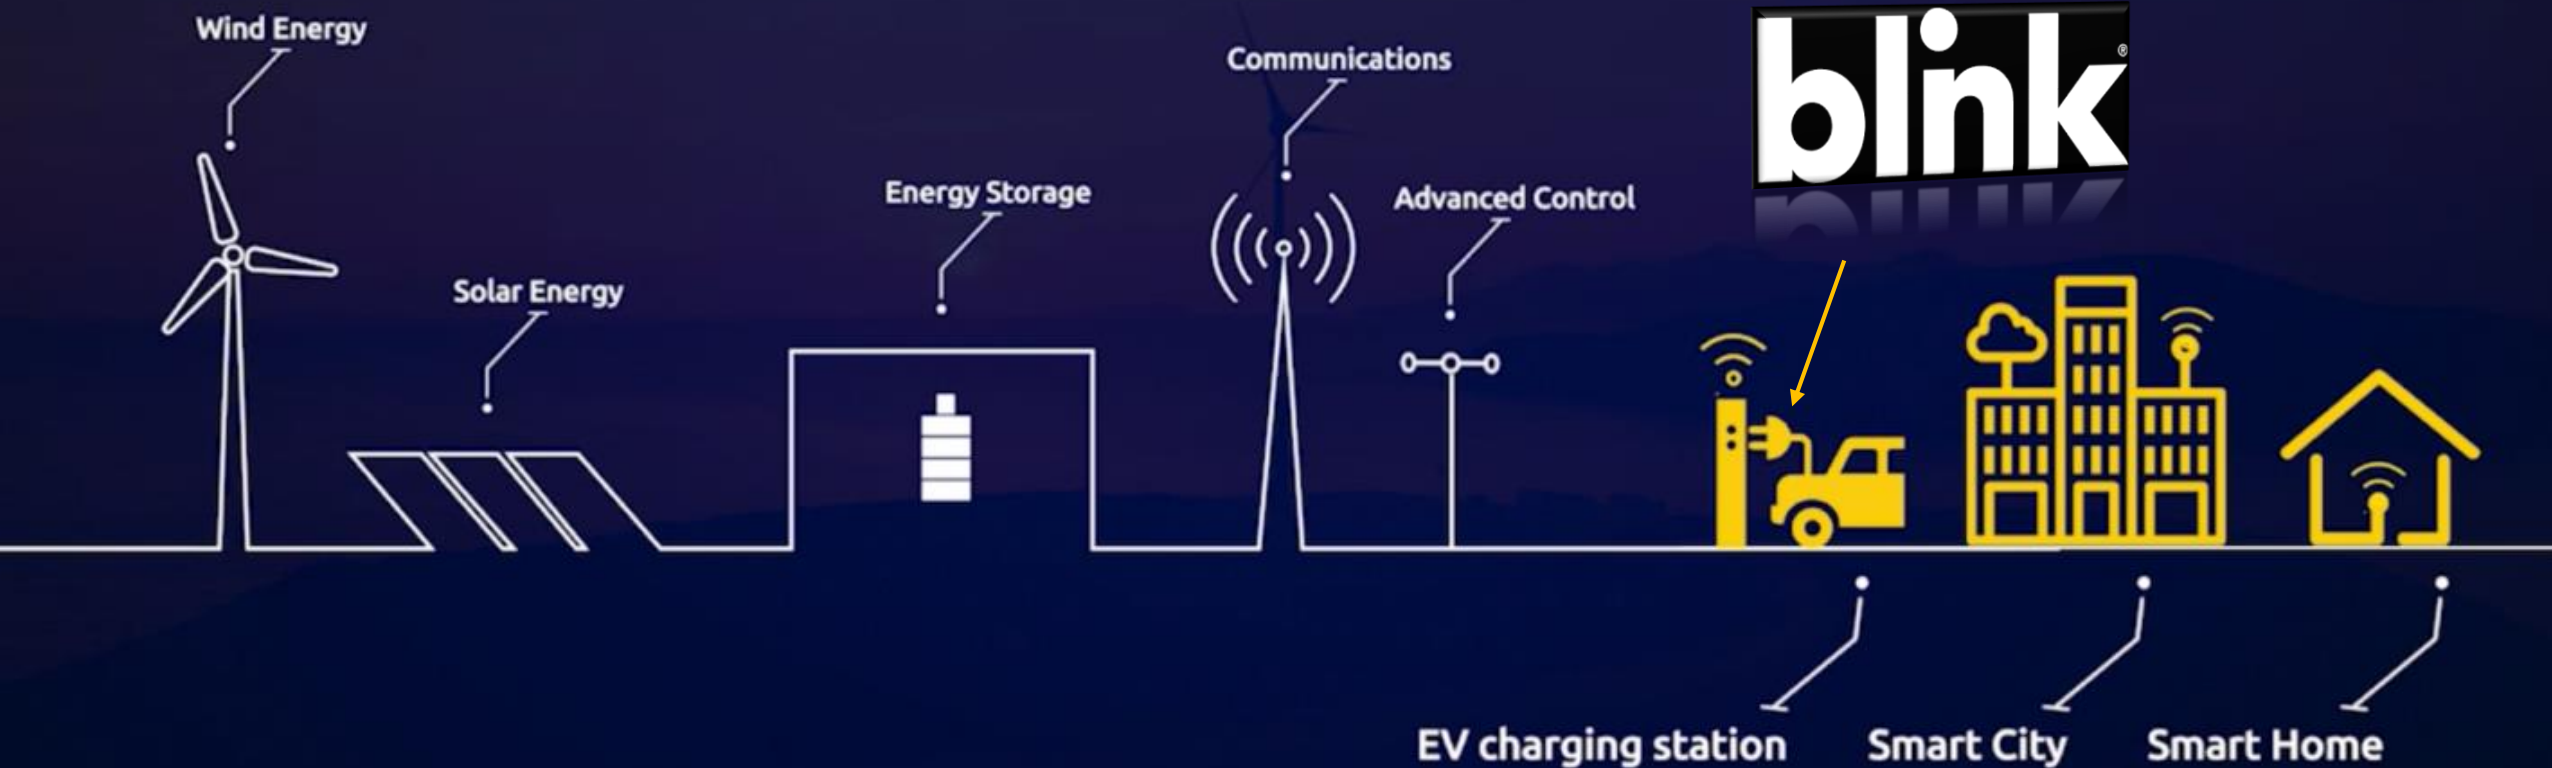 Wind Energy
Solar Energy
Energy Storage
Communications
Advanced Control
blink®
EV charging station
Smart City
Smart Home